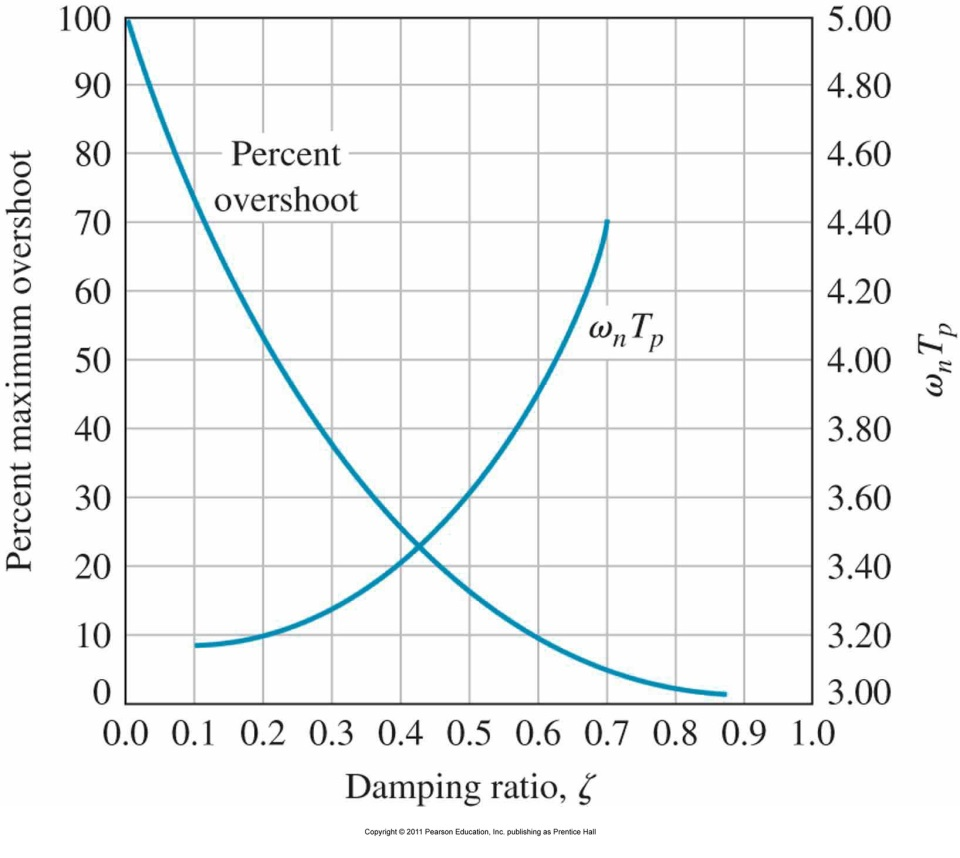 100
90
80
70
60
50
40
30
20
10
0
Percent maximum overshoot
Percent
overshoot
ωnTp
5.00
4.80
4.60
4.40
4.20
4.00
3.80
3.60
3.40
3.20
3.00
ωnTp
0.0 0.1 0.2 0.3 0.4 0.5 0.6 0.7 0.8 0.9 1.0
Damping ratio, ζ
Copyright © 2011 Pearson Education, Inc. publishing as Prentice Hall